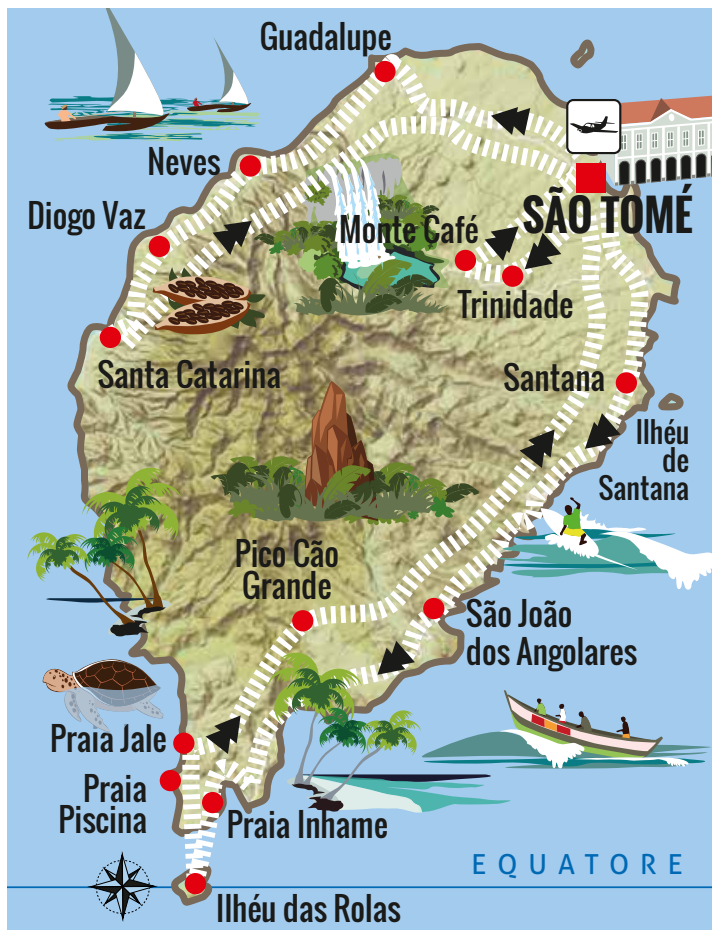 Guadalupe
Neves
SÃO TOMÉ
Diogo Vaz
Monte Café
Trinidade
Santa Catarina
Santana
Ilhéu
de
Santana
Pico Cão
Grande
São João
dos Angolares
Praia Jale
Praia
Piscina
Praia Inhame
EQUATORE
Ilhéu das Rolas